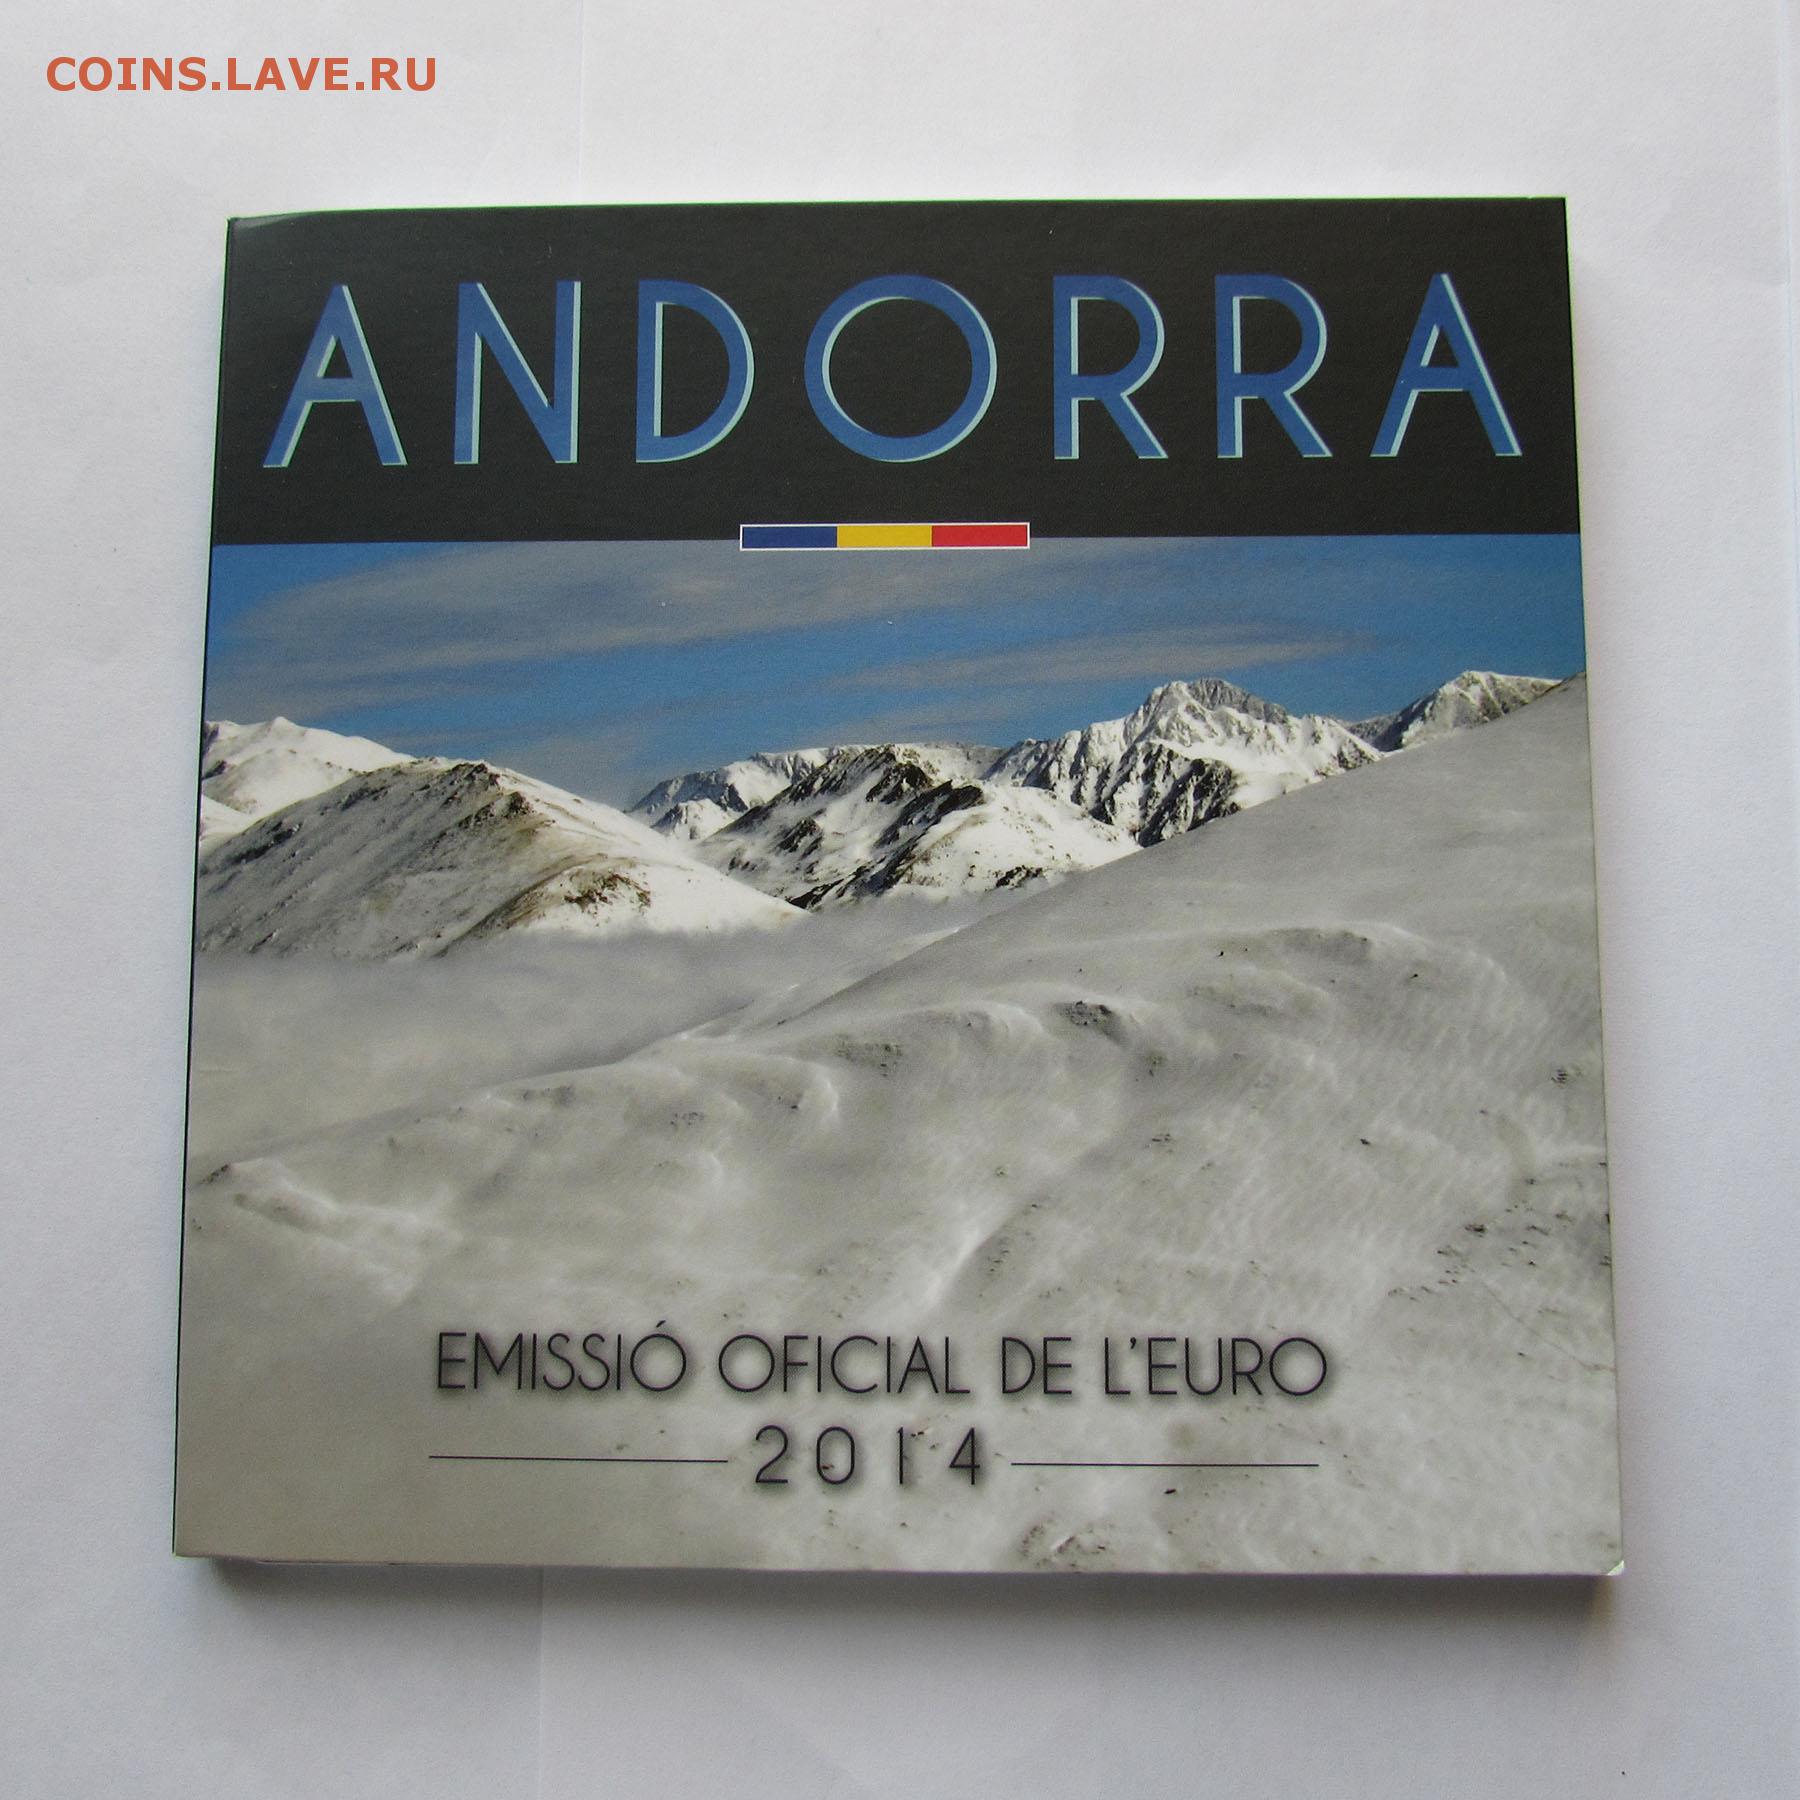 COINS.LAVE.RU
ANDORRA
EMISSIÓ OFICIAL DE L'EURO
2014